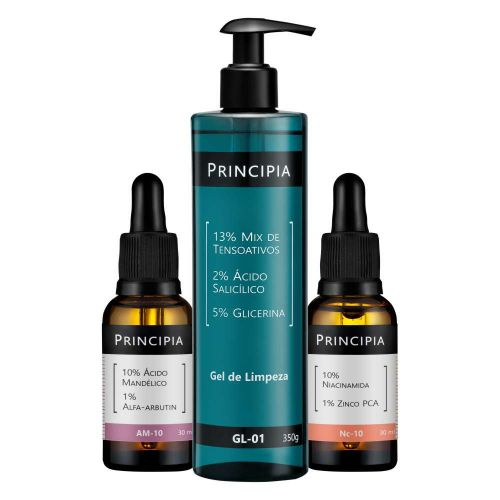 PRINCIPIA
13% MIX DE
TENSOATIVOS
2% ÁCIDO
SALICÍLICO
5% GLICERINA
Gel de Limpeza
GL-01
350g
PRINCIPIA
10% ÁCIDO
MANDÉLICO
1%
ALFA-ARBUTIN
AM-10
30 ml
PRINCIPIA
10%
NIACINAMIDA
1% ZINCO PCA
Nc-10
30 ml